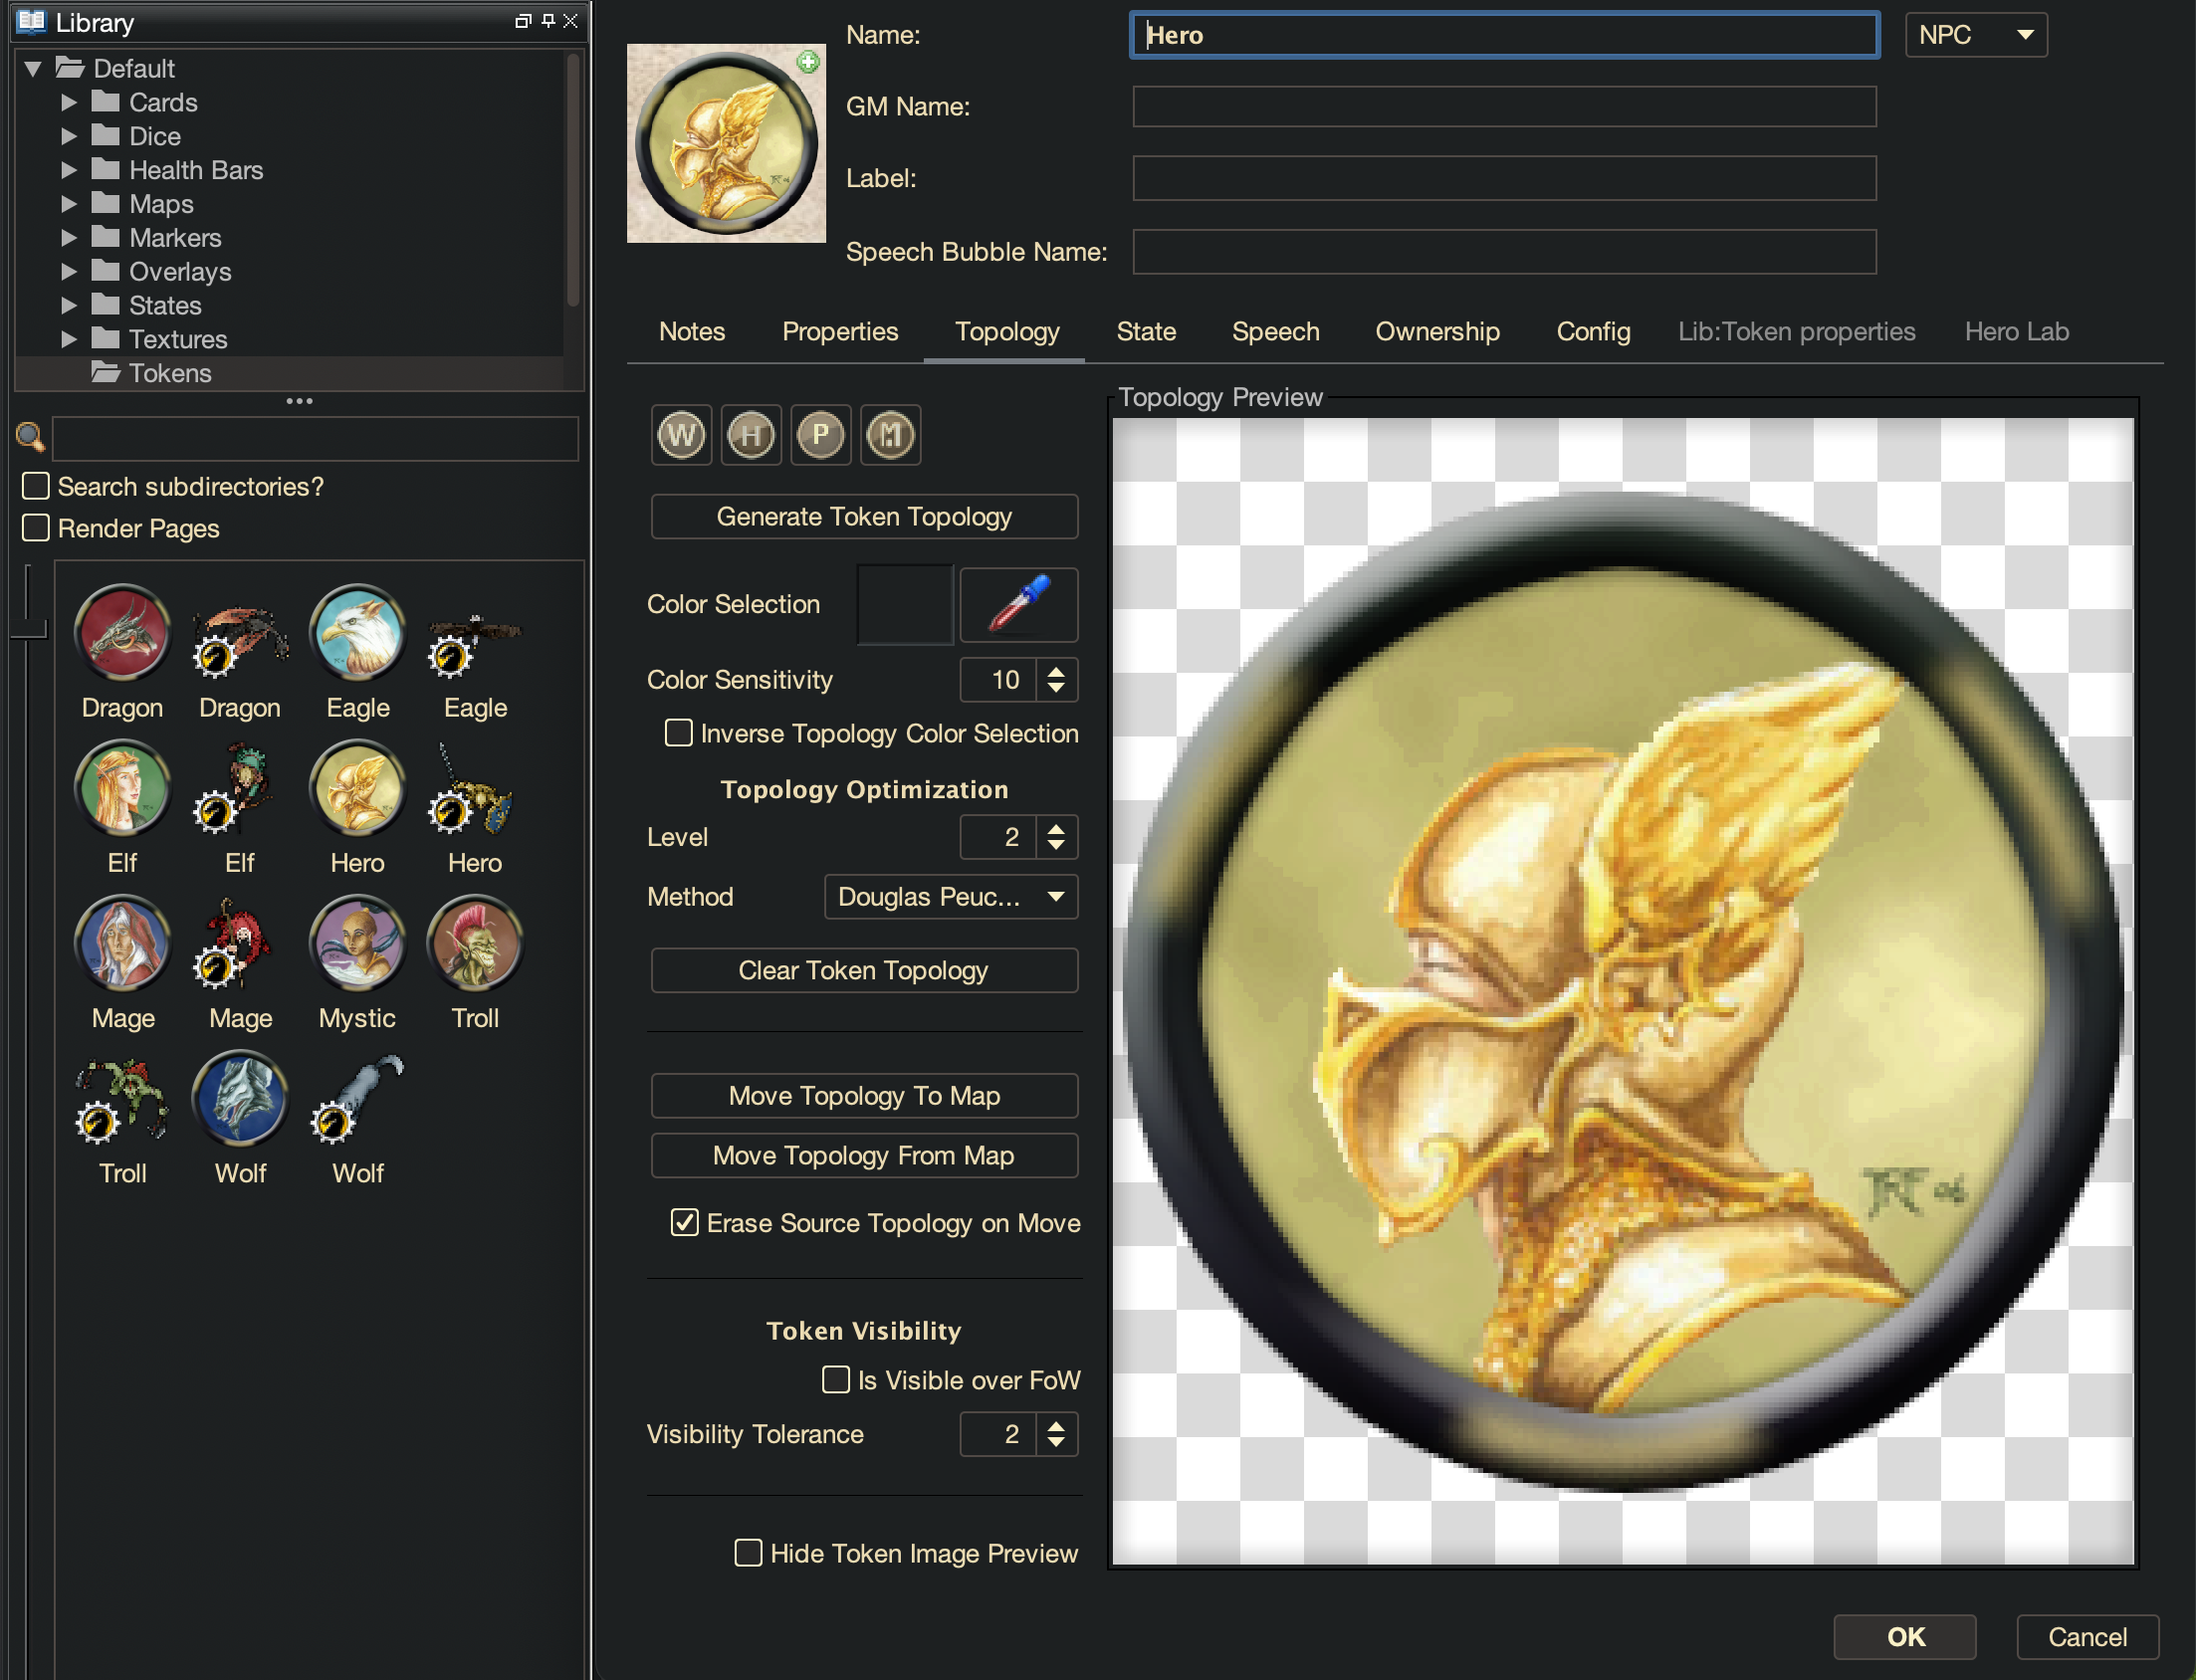 Library
Default
Cards
Dice
Health Bars
Maps
Markers
Overlays
States
Textures
Tokens
Search subdirectories?
Render Pages
Dragon Dragon Eagle Eagle
Elf Elf Hero Hero
Mage Mage Mystic Troll
Troll Wolf Wolf
Name: Hero NPC
GM Name:
Label:
Speech Bubble Name:
Notes Properties Topology State Speech Ownership Config Lib:Token properties Hero Lab
W H P M
Generate Token Topology
Color Selection
Color Sensitivity 10
Inverse Topology Color Selection
Topology Optimization
Level 2
Method Douglas Peuc...
Clear Token Topology
Move Topology To Map
Move Topology From Map
Erase Source Topology on Move
Token Visibility
Is Visible over FoW
Visibility Tolerance 2
Hide Token Image Preview
Topology Preview
OK Cancel